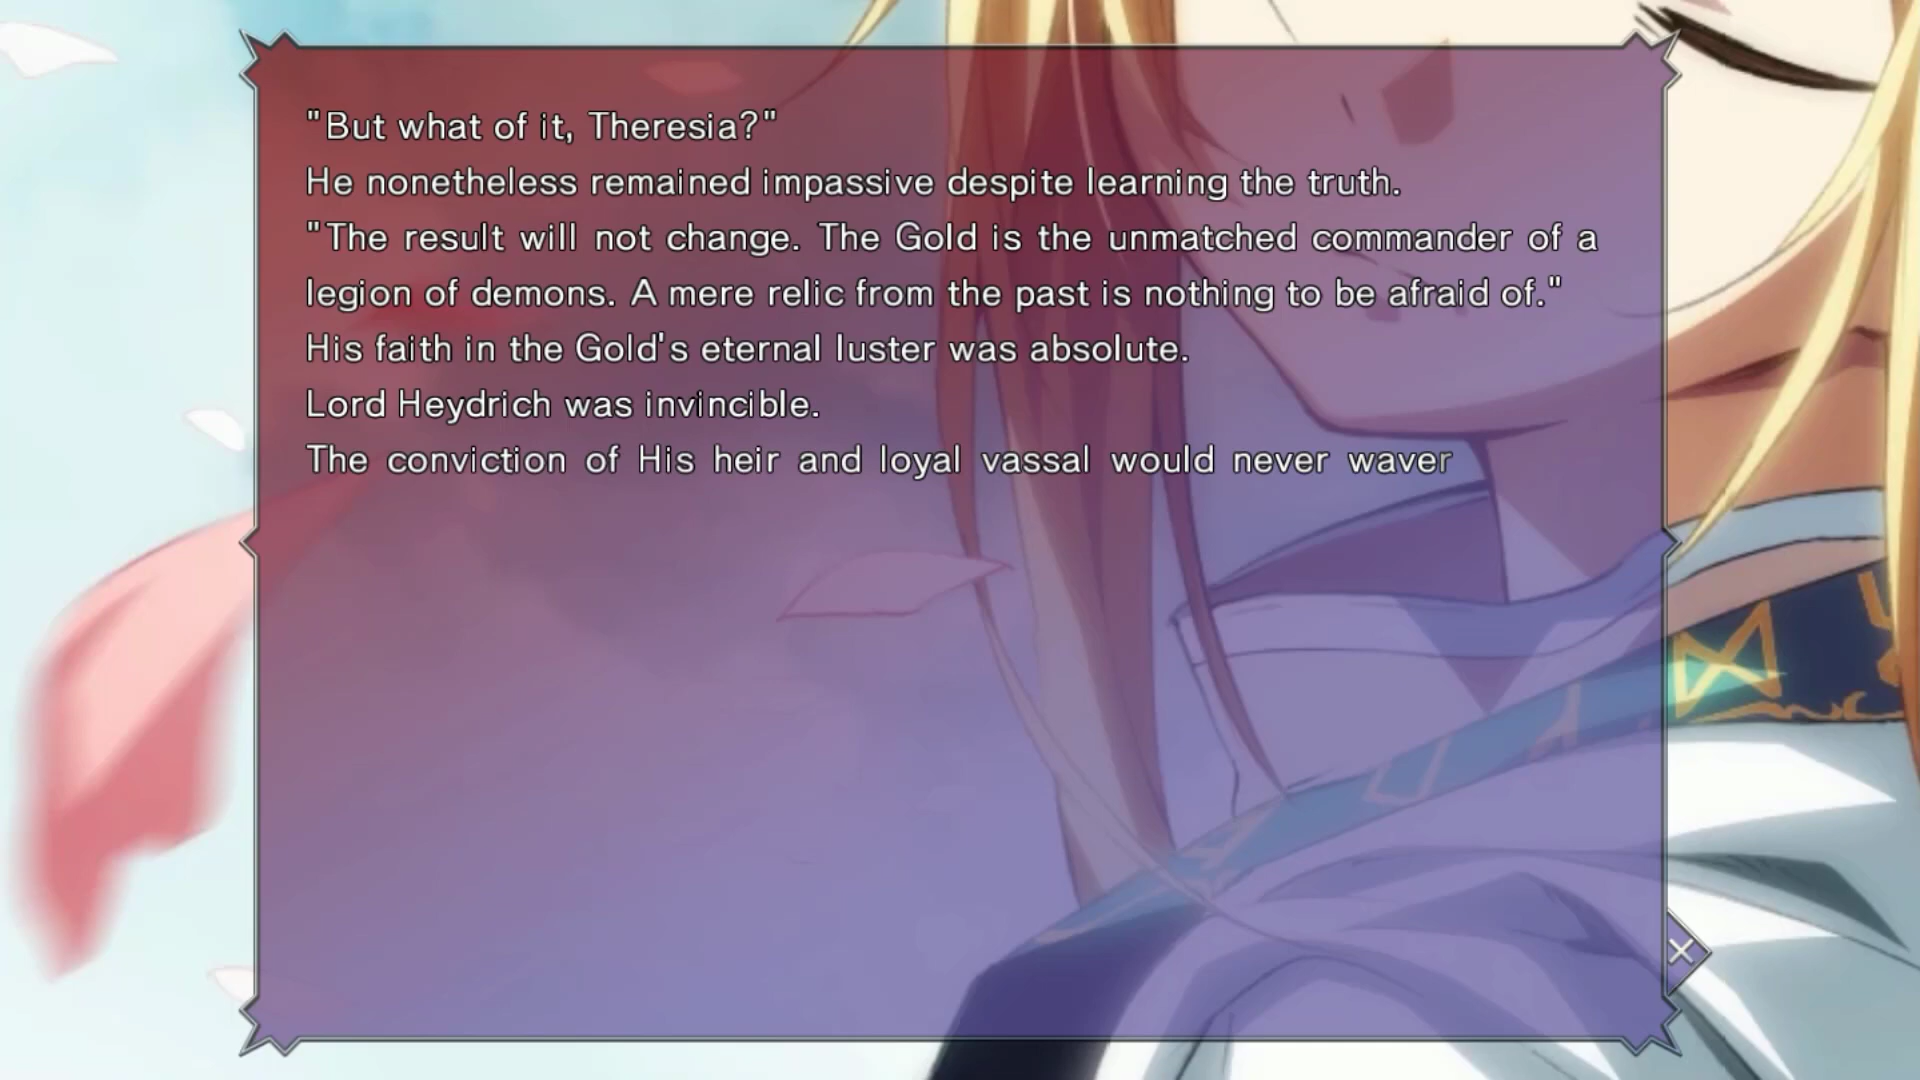 "But what of it, Theresia?"
He nonetheless remained impassive despite learning the truth.
"The result will not change. The Gold is the unmatched commander of a
legion of demons. A mere relic from the past is nothing to be afraid of."
His faith in the Gold's eternal luster was absolute.
Lord Heydrich was invincible.
The conviction of His heir and loyal vassal would never waver